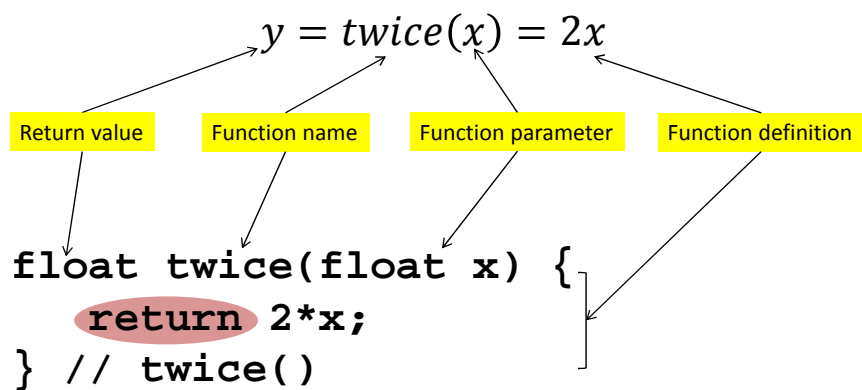 y = twice(x) = 2x
Return value Function name Function parameter Function definition
float twice(float x) {
return 2*x;
} // twice()